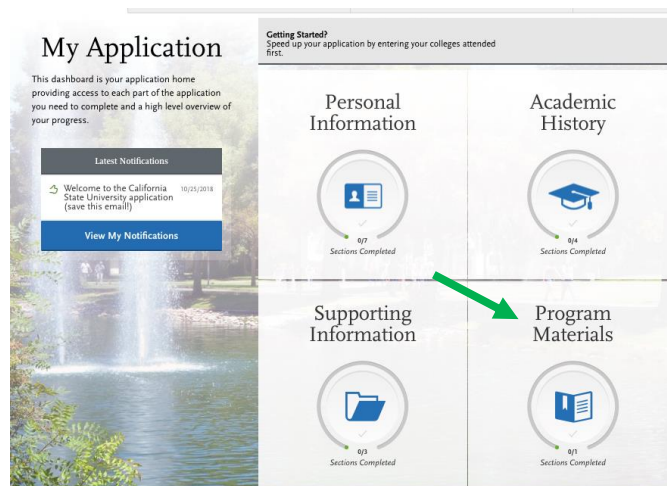 My Application
This dashboard is your application home
providing access to each part of the application
you need to complete and a high level overview of
your progress.
Latest Notifications
Welcome to the California
State University application
(save this email!)
10/25/2018
View My Notifications
Getting Started?
Speed up your application by entering your colleges attended
first.
Personal
Information
0/7
Sections Completed
Academic
History
0/4
Sections Completed
Supporting
Information
0/3
Sections Completed
Program
Materials
0/1
Sections Completed